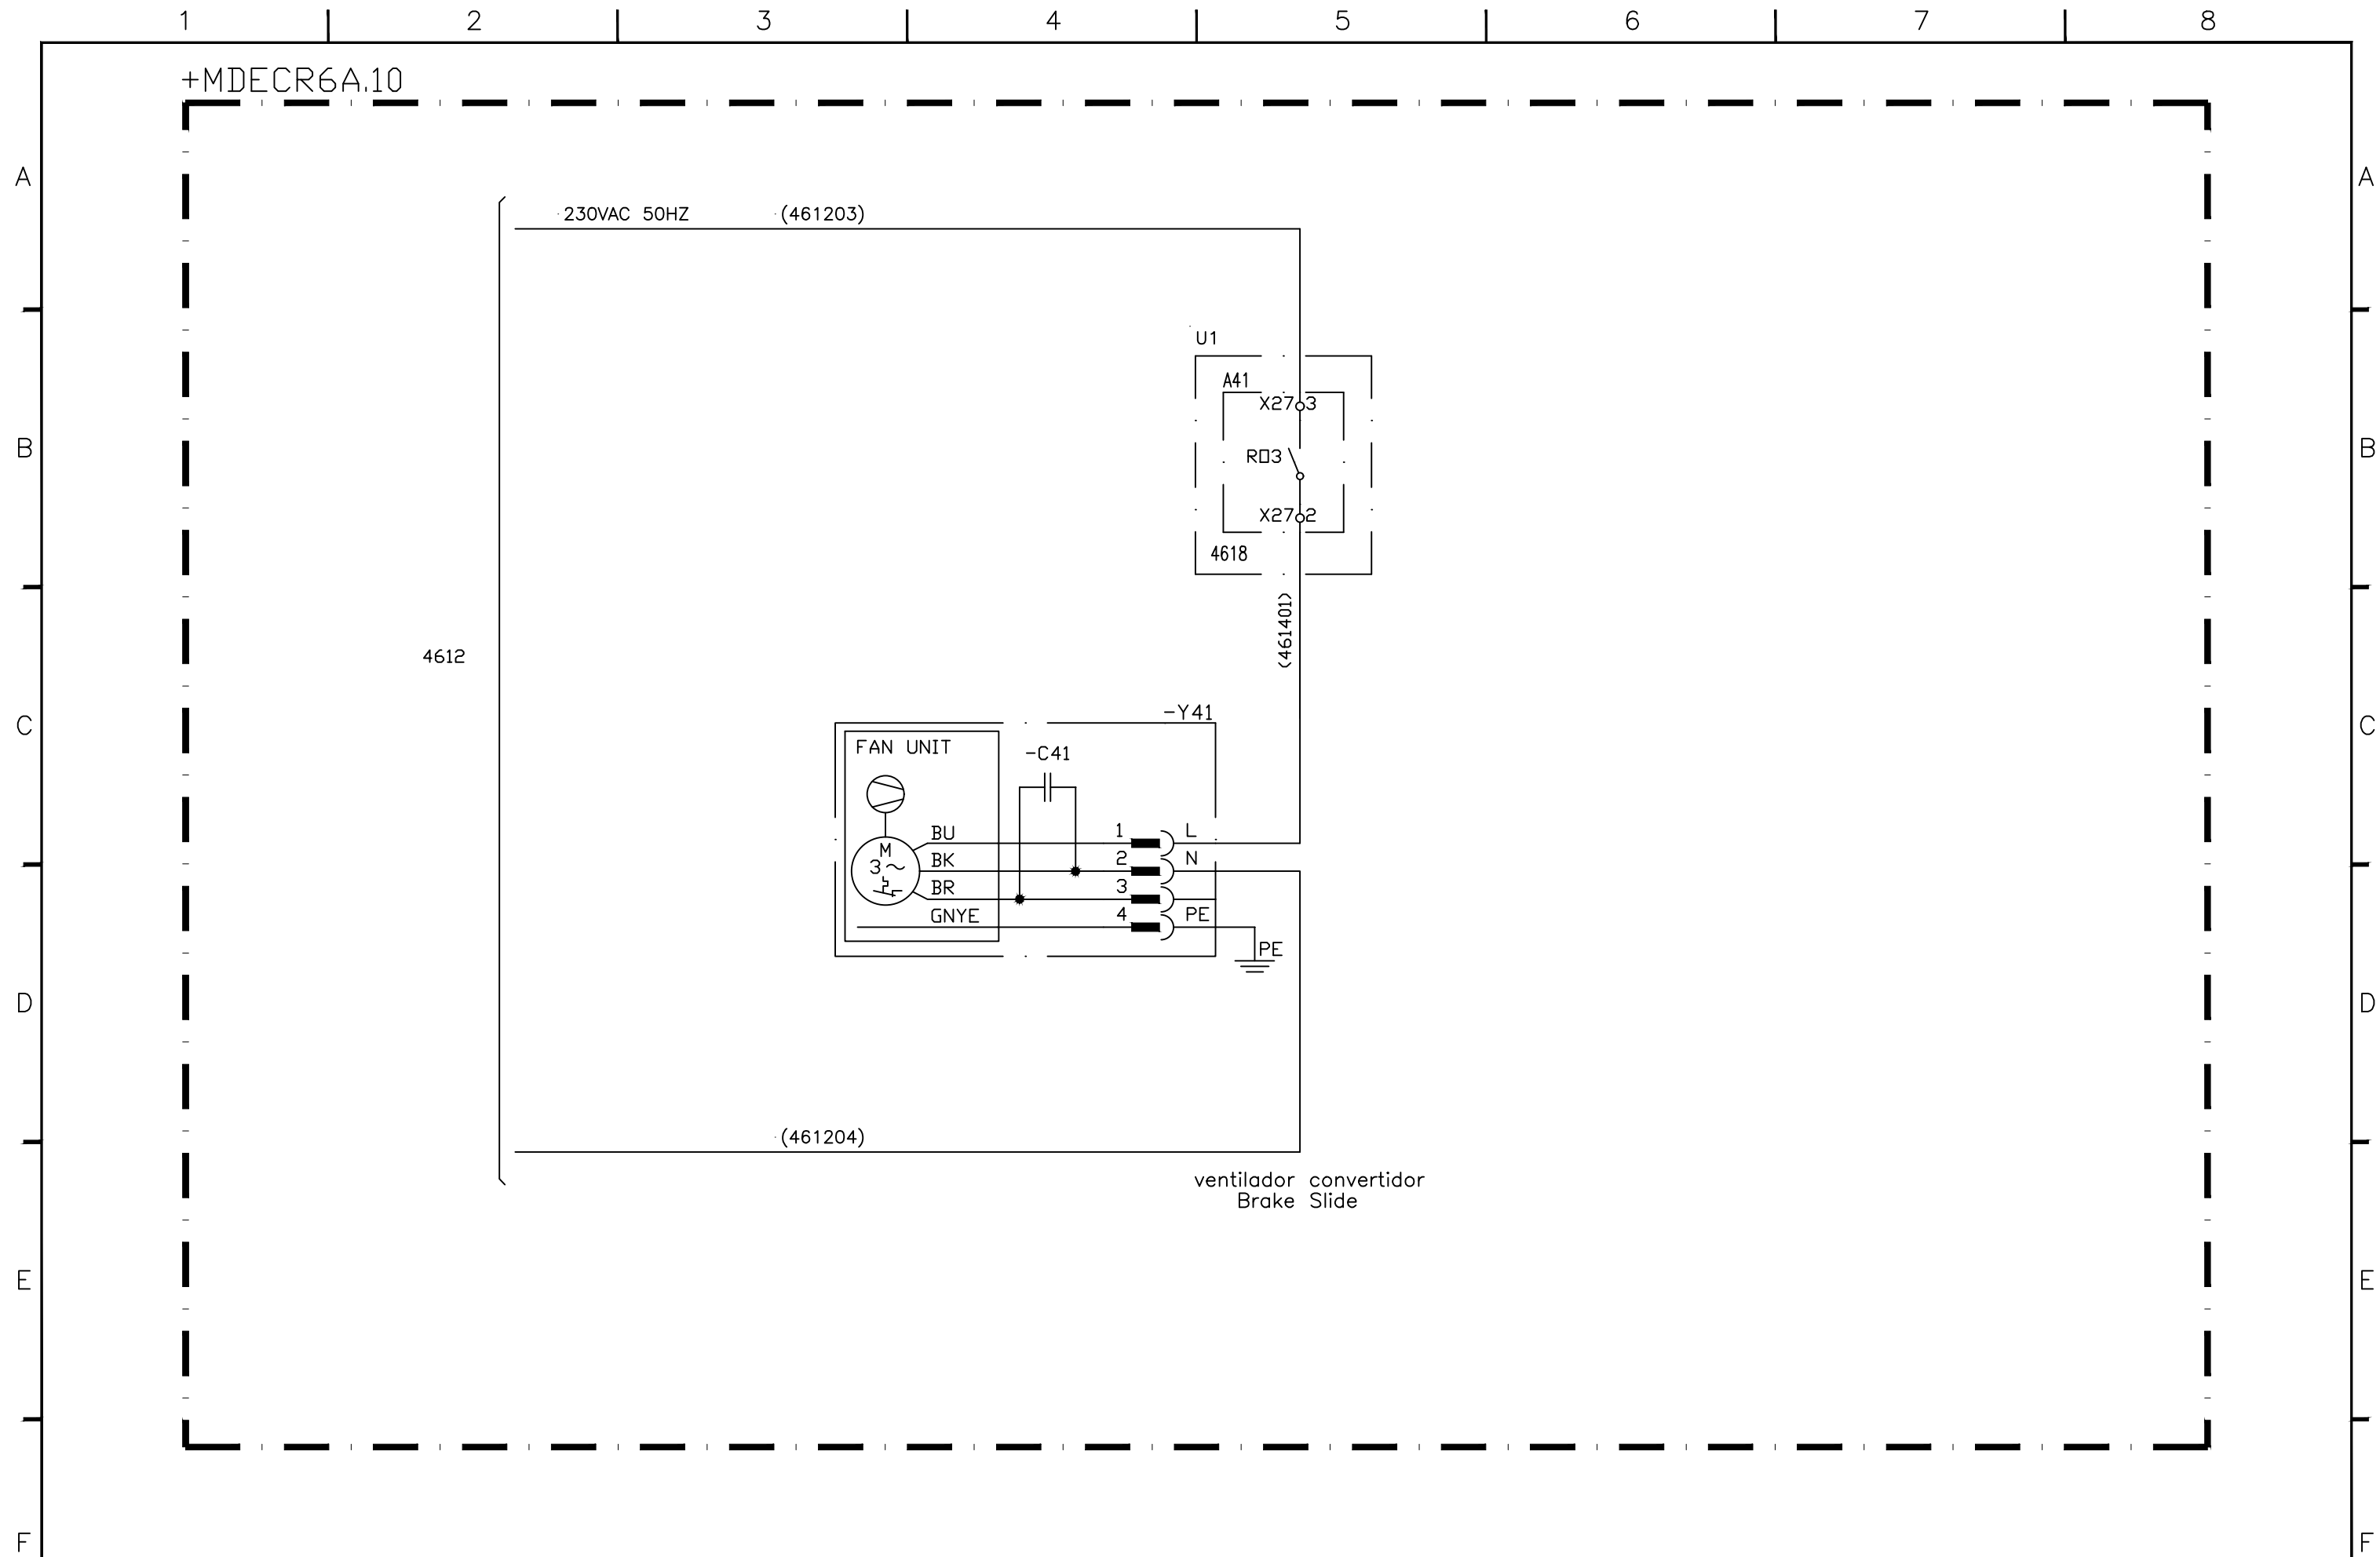 1 2 3 4 5 6 7 8
+MDECR6A.10
A A
230VAC 50HZ (461203)
U1
A41
X27 3
B B
RO3
X27 2
4618
(461401)
4612
-Y41
C C
FAN UNIT
-C41
BU 1 L
M
BK 2 N
3~
BR 3
GNYE 4 PE
PE
D D
(461204)
ventilador convertidor
Brake Slide
E E
F F